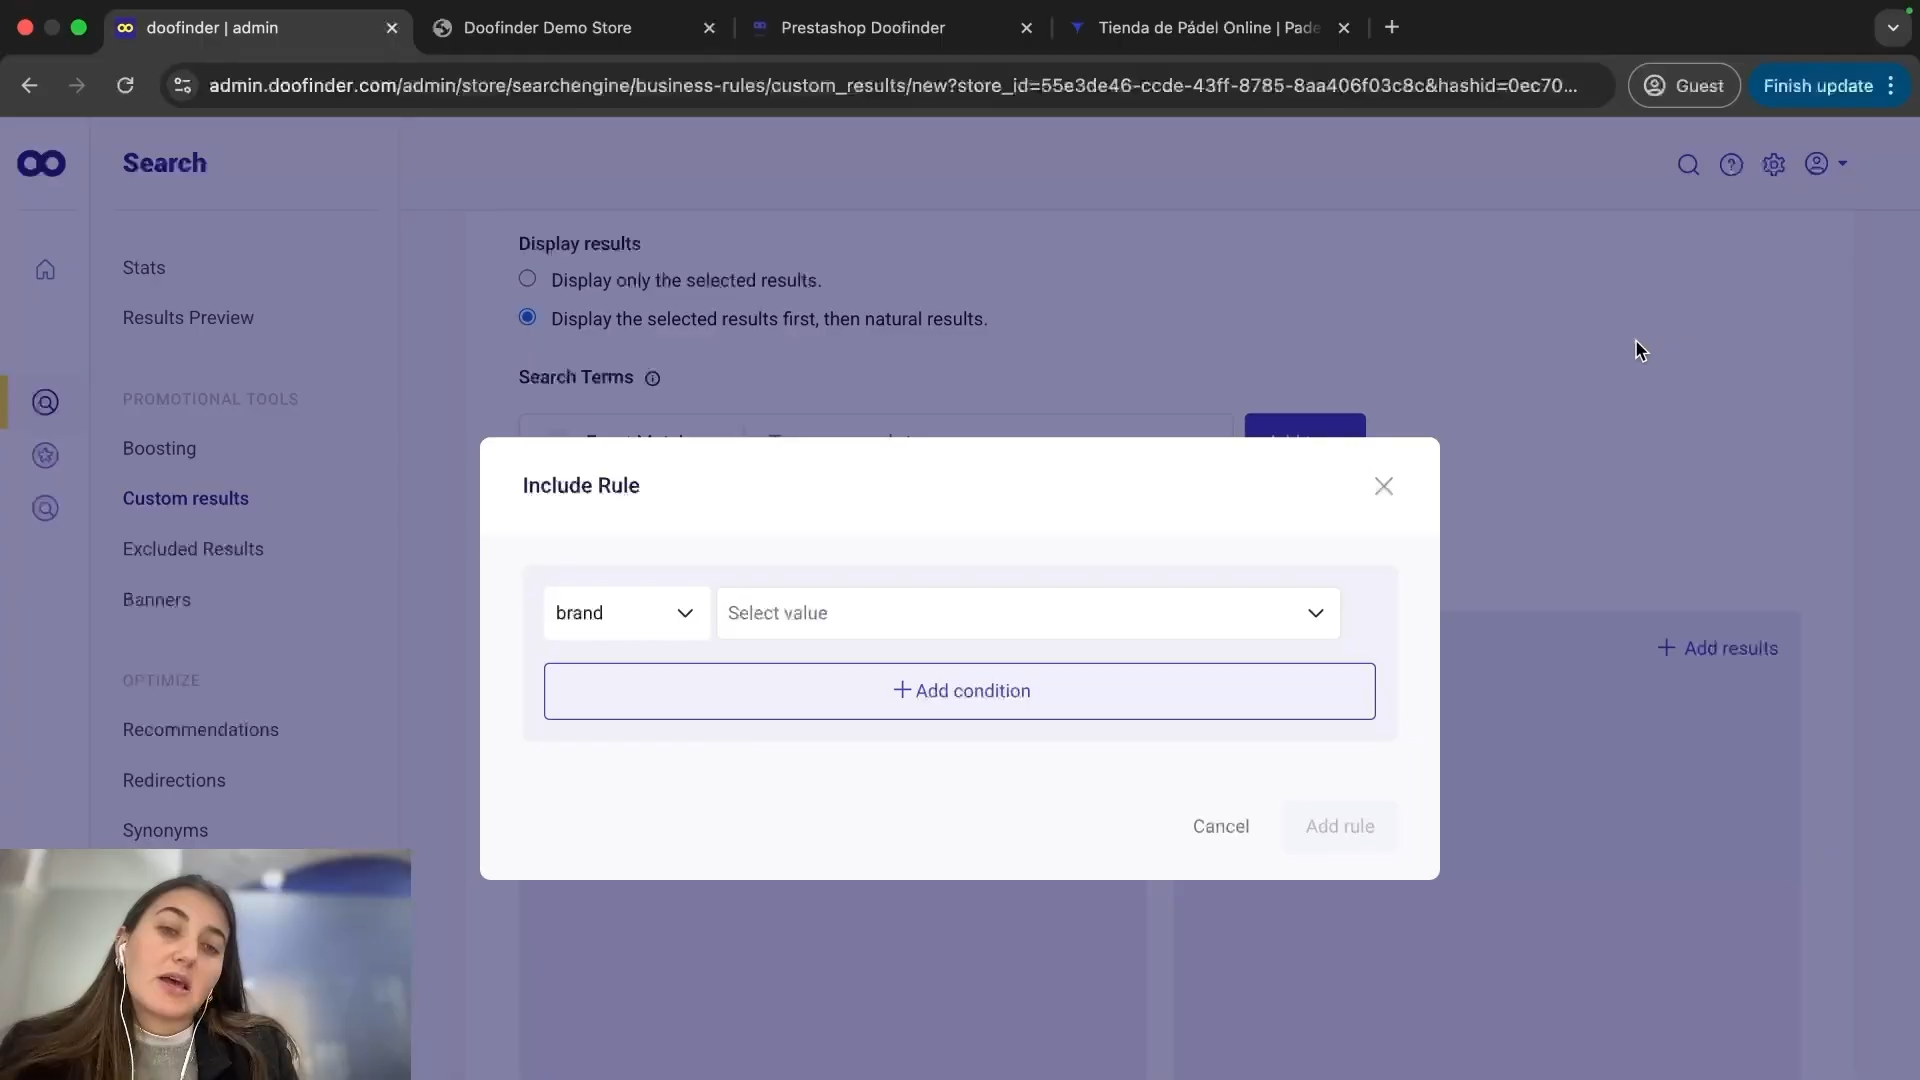 doofinder | admin
Doofinder Demo Store
Prestashop Doofinder
Tienda de Pádel Online | Pade
admin.doofinder.com/admin/store/searchengine/business-rules/custom_results/new?store_id=55e3de46-ccde-43ff-8785-8aa406f03c8c&hashid=0ec70...
Guest
Finish update
Search
Stats
Results Preview
PROMOTIONAL TOOLS
Boosting
Custom results
Excluded Results
Banners
OPTIMIZE
Recommendations
Redirections
Synonyms
Display results
Display only the selected results.
Display the selected results first, then natural results.
Search Terms
Include Rule
brand
Select value
+ Add condition
Cancel
Add rule
+ Add results